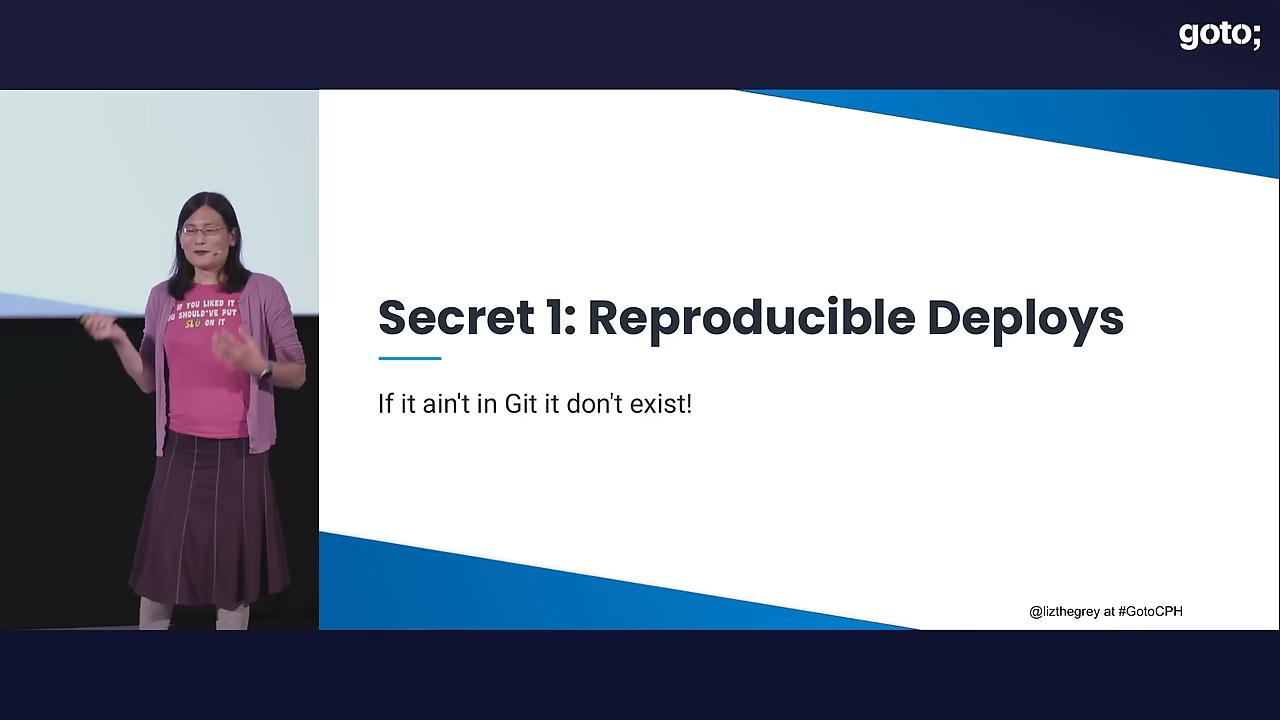 goto;
IF YOU LIKED IT
SHOULD'VE PUT
SLO ON IT
Secret 1: Reproducible Deploys
If it ain't in Git it don't exist!
@lizthegrey at #GotoCPH